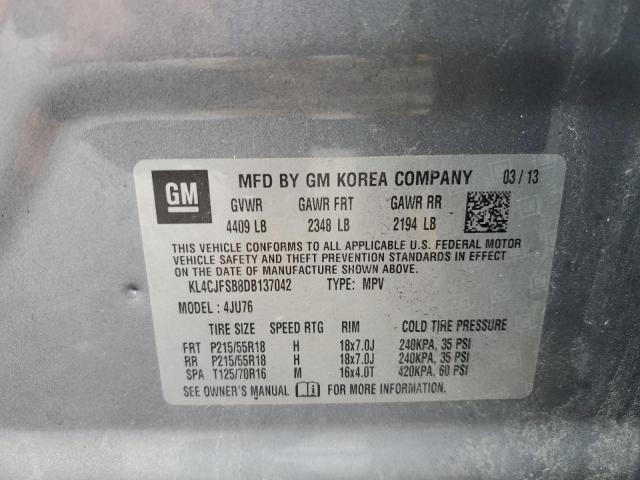 GM MFD BY GM KOREA COMPANY 03/13
GVWR GAWR FRT GAWR RR
4409 LB 2348 LB 2194 LB
THIS VEHICLE CONFORMS TO ALL APPLICABLE U.S. FEDERAL MOTOR
VEHICLE SAFETY AND THEFT PREVENTION STANDARDS IN EFFECT
ON THE DATE OF MANUFACTURE SHOWN ABOVE.
KL4CJFSB8DB137042 TYPE: MPV
MODEL: 4JU76
TIRE SIZE SPEED RTG RIM COLD TIRE PRESSURE
FRT P215/55R18 H 18x7.0J 240KPA, 35 PSI
RR P215/55R18 H 18x7.0J 240KPA, 35 PSI
SPA T125/70R16 M 16x4.0T 420KPA, 60 PSI
SEE OWNER'S MANUAL FOR MORE INFORMATION.